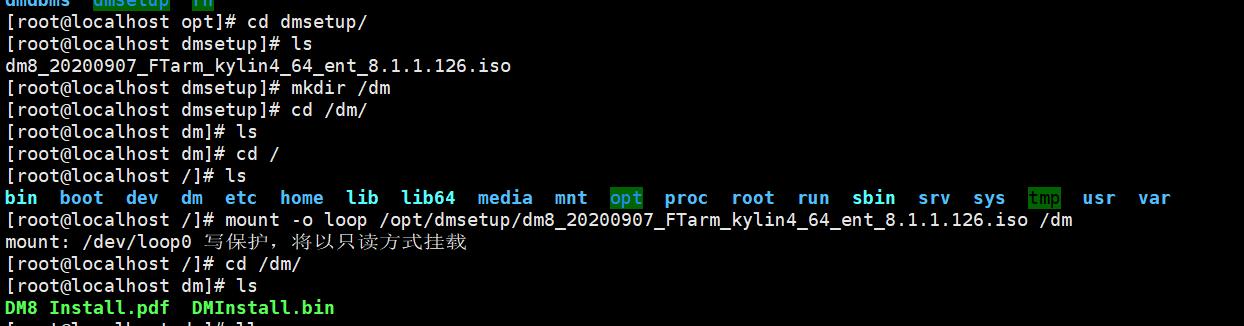 dmdbms dmsetup rh
[root@localhost opt]# cd dmsetup/
[root@localhost dmsetup]# ls
dm8_20200907_FTarm_kylin4_64_ent_8.1.1.126.iso
[root@localhost dmsetup]# mkdir /dm
[root@localhost dmsetup]# cd /dm/
[root@localhost dm]# ls
[root@localhost dm]# cd /
[root@localhost /]# ls
bin boot dev dm etc home lib lib64 media mnt opt proc root run sbin srv sys tmp usr var
[root@localhost /]# mount -o loop /opt/dmsetup/dm8_20200907_FTarm_kylin4_64_ent_8.1.1.126.iso /dm
mount: /dev/loop0 写保护，将以只读方式挂载
[root@localhost /]# cd /dm/
[root@localhost dm]# ls
DM8 Install.pdf DMInstall.bin